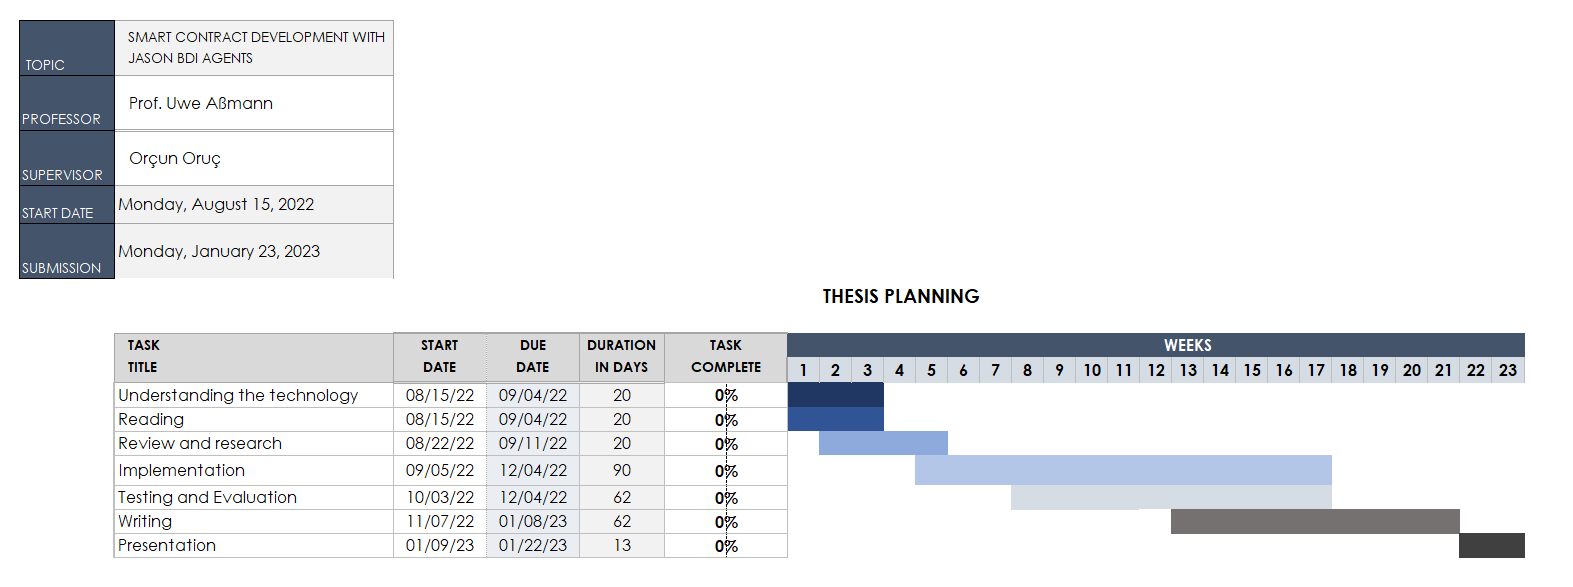 TOPIC
SMART CONTRACT DEVELOPMENT WITH
JASON BDI AGENTS
PROFESSOR
Prof. Uwe Aßmann
SUPERVISOR
Orçun Oruç
START DATE
Monday, August 15, 2022
SUBMISSION
Monday, January 23, 2023
THESIS PLANNING
TASK TITLE START DATE DUE DATE DURATION IN DAYS TASK COMPLETE WEEKS
1 2 3 4 5 6 7 8 9 10 11 12 13 14 15 16 17 18 19 20 21 22 23
Understanding the technology 08/15/22 09/04/22 20 0%
Reading 08/15/22 09/04/22 20 0%
Review and research 08/22/22 09/11/22 20 0%
Implementation 09/05/22 12/04/22 90 0%
Testing and Evaluation 10/03/22 12/04/22 62 0%
Writing 11/07/22 01/08/23 62 0%
Presentation 01/09/23 01/22/23 13 0%